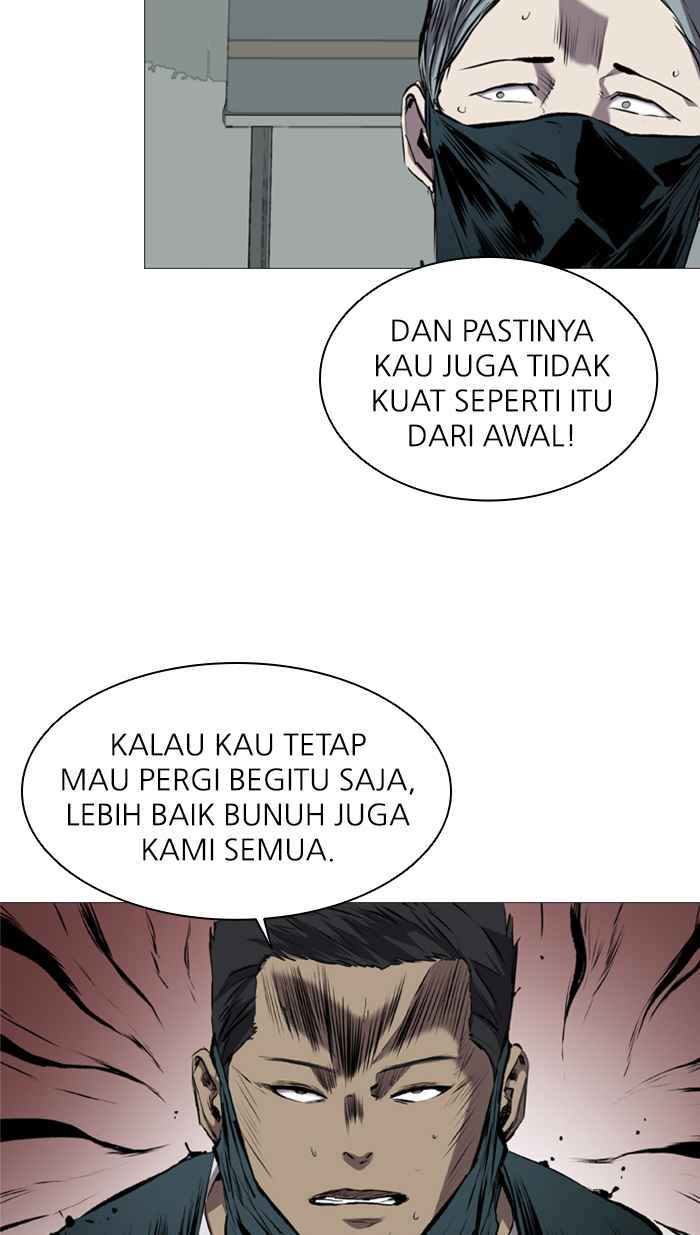 DAN PASTINYA
KAU JUGA TIDAK
KUAT SEPERTI ITU
DARI AWAL!
KALAU KAU TETAP
MAU PERGI BEGITU SAJA,
LEBIH BAIK BUNUH JUGA
KAMI SEMUA.